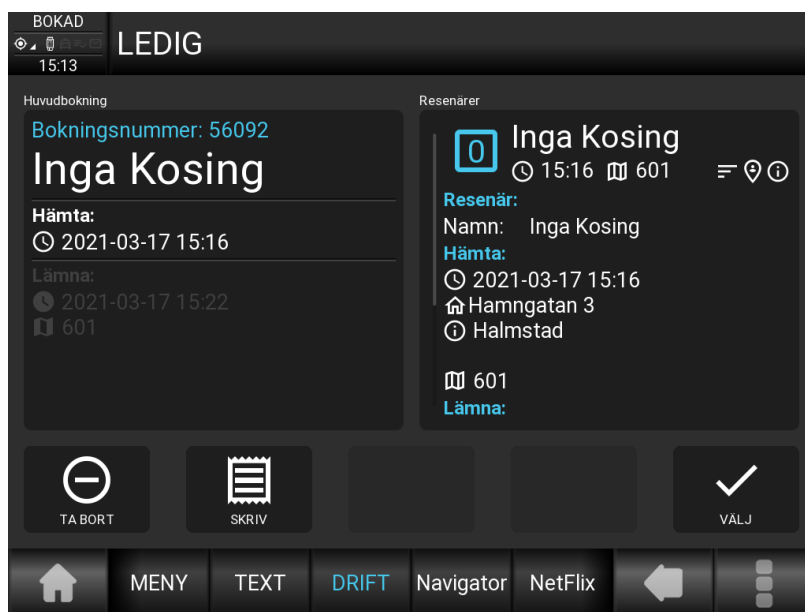 BOKAD
15:13
LEDIG
Huvudbokning
Bokningsnummer: 56092
Inga Kosing
Hämta:
2021-03-17 15:16
Lämna:
2021-03-17 15:22
601
Resenärer
0
Inga Kosing
15:16 601
Resenär:
Namn: Inga Kosing
Hämta:
2021-03-17 15:16
Hamngatan 3
Halmstad
601
Lämna:
TA BORT
SKRIV
VÄLJ
MENY TEXT DRIFT Navigator NetFlix